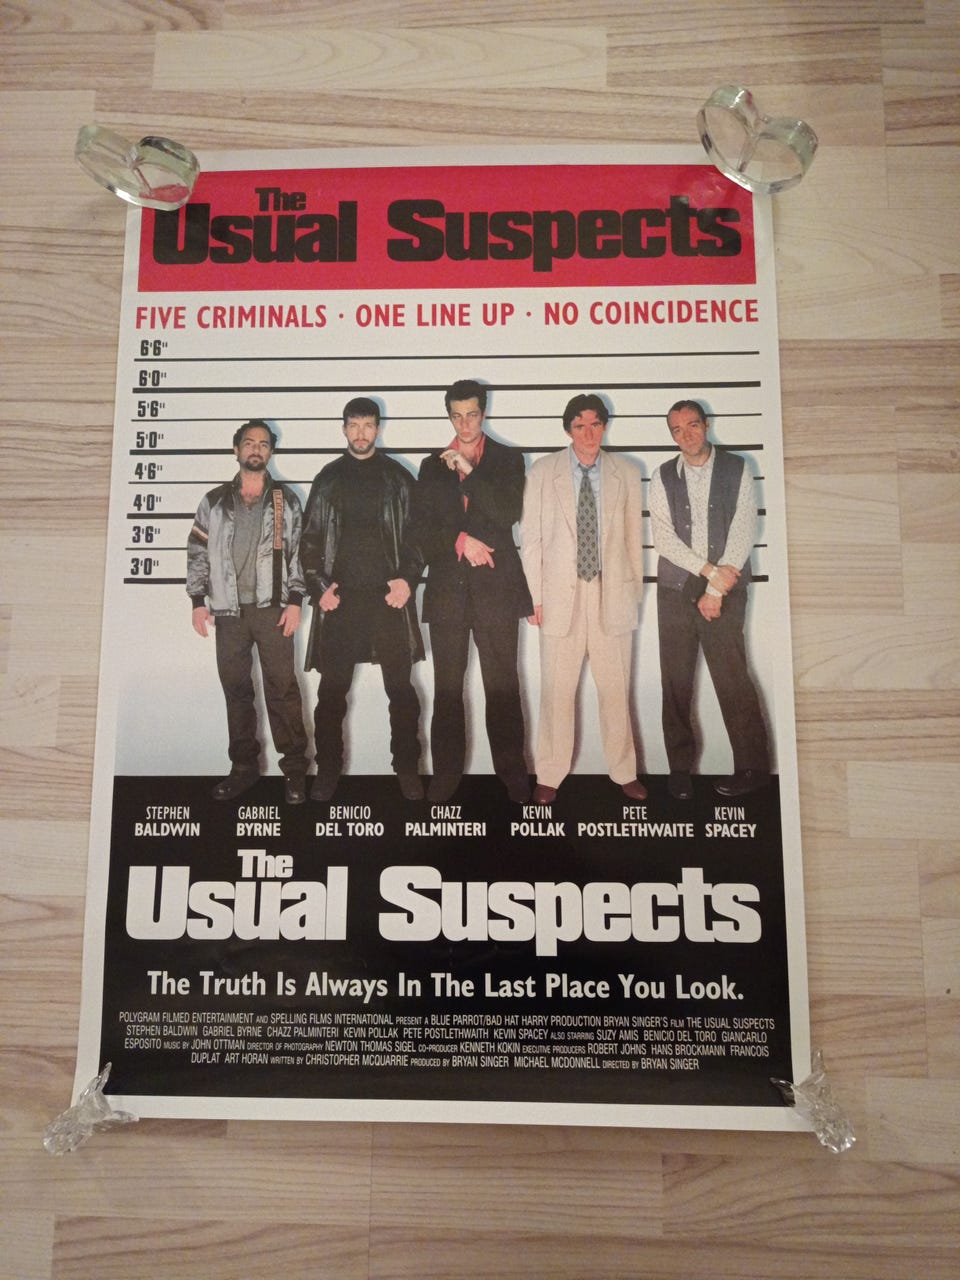 The
Usual Suspects
FIVE CRIMINALS · ONE LINE UP · NO COINCIDENCE
6'6"
6'0"
5'6"
5'0"
4'6"
4'0"
3'6"
3'0"
STEPHEN BALDWIN GABRIEL BYRNE BENICIO DEL TORO CHAZZ PALMINTERI KEVIN POLLAK PETE POSTLETHWAITE KEVIN SPACEY
The
Usual Suspects
The Truth Is Always In The Last Place You Look.
POLYGRAM FILMED ENTERTAINMENT AND SPELLING FILMS INTERNATIONAL PRESENT A BLUE PARROT/BAD HAT HARRY PRODUCTION BRYAN SINGER'S FILM THE USUAL SUSPECTS
STEPHEN BALDWIN GABRIEL BYRNE CHAZZ PALMINTERI KEVIN POLLAK PETE POSTLETHWAITH KEVIN SPACEY ALSO STARRING SUZY AMIS BENICIO DEL TORO GIANCARLO
ESPOSITO MUSIC BY JOHN OTTMAN DIRECTOR OF PHOTOGRAPHY NEWTON THOMAS SIGEL CO-PRODUCER KENNETH KOKIN EXECUTIVE PRODUCERS ROBERT JOHNS HANS BROCKMANN FRANCOIS
DUPLAT ART HORAN WRITTEN BY CHRISTOPHER MCQUARRIE PRODUCED BY BRYAN SINGER MICHAEL MCDONNELL DIRECTED BY BRYAN SINGER